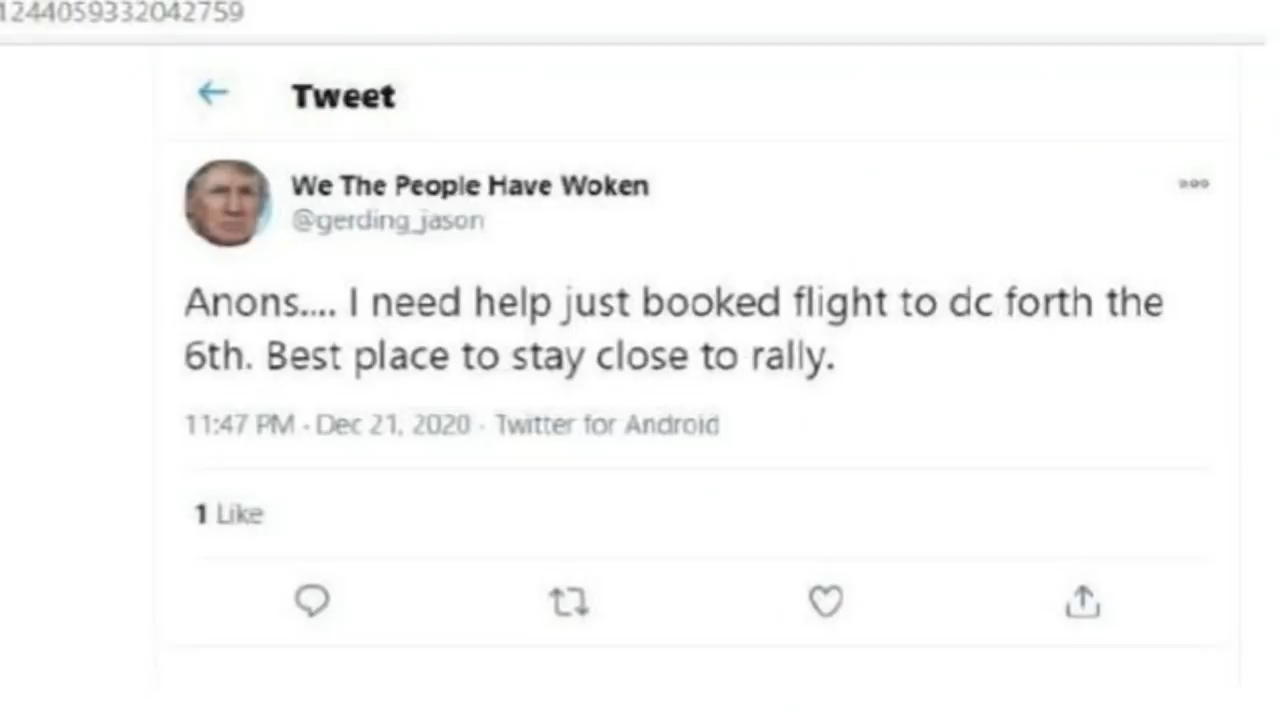 1244059332042759
Tweet
We The People Have Woken
@gerding_jason
Anons.... I need help just booked flight to dc forth the
6th. Best place to stay close to rally.
11:47 PM · Dec 21, 2020 · Twitter for Android
1 Like